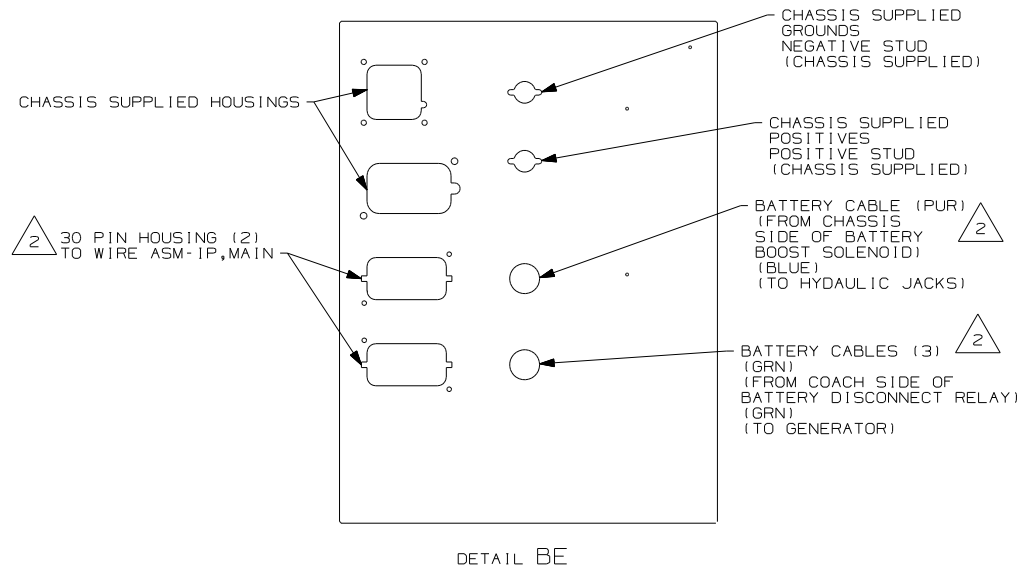 CHASSIS SUPPLIED
GROUNDS
NEGATIVE STUD
(CHASSIS SUPPLIED)
CHASSIS SUPPLIED HOUSINGS
CHASSIS SUPPLIED
POSITIVES
POSITIVE STUD
(CHASSIS SUPPLIED)
2
30 PIN HOUSING (2)
TO WIRE ASM-IP,MAIN
BATTERY CABLE (PUR)
(FROM CHASSIS
SIDE OF BATTERY
BOOST SOLENOID)
(BLUE)
(TO HYDAULIC JACKS)
2
BATTERY CABLES (3)
(GRN)
(FROM COACH SIDE OF
BATTERY DISCONNECT RELAY)
(GRN)
(TO GENERATOR)
2
DETAIL BE